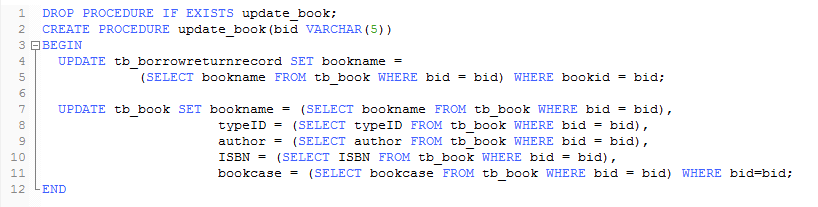 1 DROP PROCEDURE IF EXISTS update_book;
2 CREATE PROCEDURE update_book(bid VARCHAR(5))
3 BEGIN
4 UPDATE tb_borrowreturnrecord SET bookname =
5 (SELECT bookname FROM tb_book WHERE bid = bid) WHERE bookid = bid;
6
7 UPDATE tb_book SET bookname = (SELECT bookname FROM tb_book WHERE bid = bid),
8 typeID = (SELECT typeID FROM tb_book WHERE bid = bid),
9 author = (SELECT author FROM tb_book WHERE bid = bid),
10 ISBN = (SELECT ISBN FROM tb_book WHERE bid = bid),
11 bookcase = (SELECT bookcase FROM tb_book WHERE bid = bid) WHERE bid=bid;
12 END